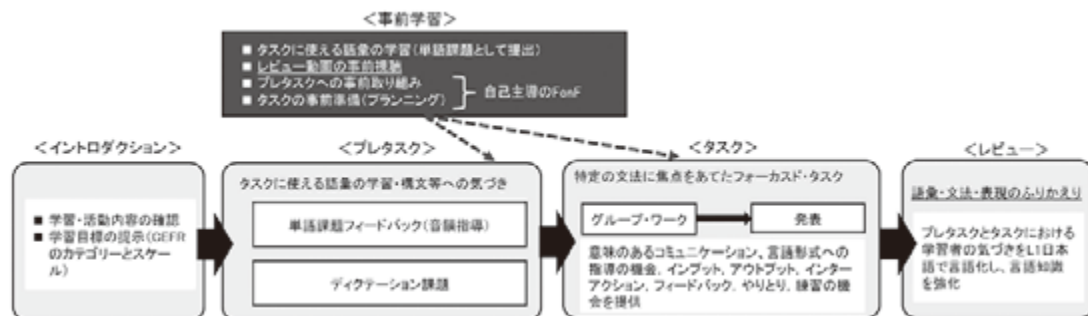 ＜事前学習＞
■ タスクに使える語彙の学習（単語課題として提出）
■ レビュー動画の事前視聴
■ プレタスクへの事前取り組み
■ タスクの事前準備（プランニング）
自己主導のFonF
＜イントロダクション＞
■ 学習・活動内容の確認
■ 学習目標の提示（CEFR
のカテゴリーとスケー
ル）
＜プレタスク＞
タスクに使える語彙の学習・構文等への気づき
単語課題フィードバック（音韻指導）
ディクテーション課題
＜タスク＞
特定の文法に焦点をあてたフォーカスド・タスク
グループ・ワーク
発表
意味のあるコミュニケーション、言語形式への
指導の機会、インプット、アウトプット、インター
アクション、フィードバック、やりとり、練習の機
会を提供
＜レビュー＞
語彙・文法・表現のふりかえり
プレタスクとタスクにおける
学習者の気づきをL1日本
語で言語化し、言語知識
を強化